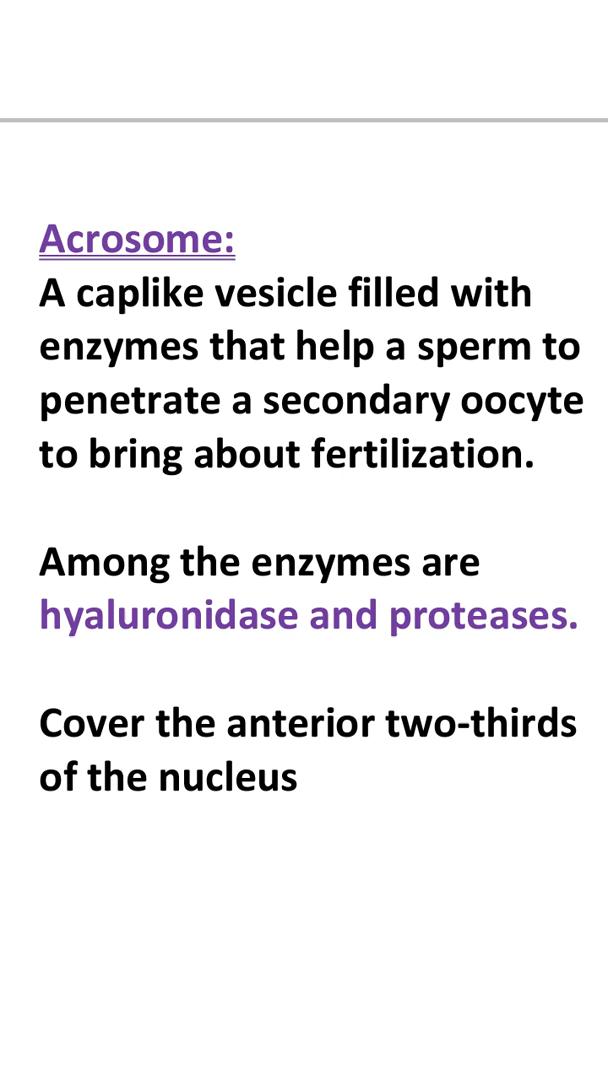 Acrosome:
A caplike vesicle filled with
enzymes that help a sperm to
penetrate a secondary oocyte
to bring about fertilization.
Among the enzymes are
hyaluronidase and proteases.
Cover the anterior two-thirds
of the nucleus